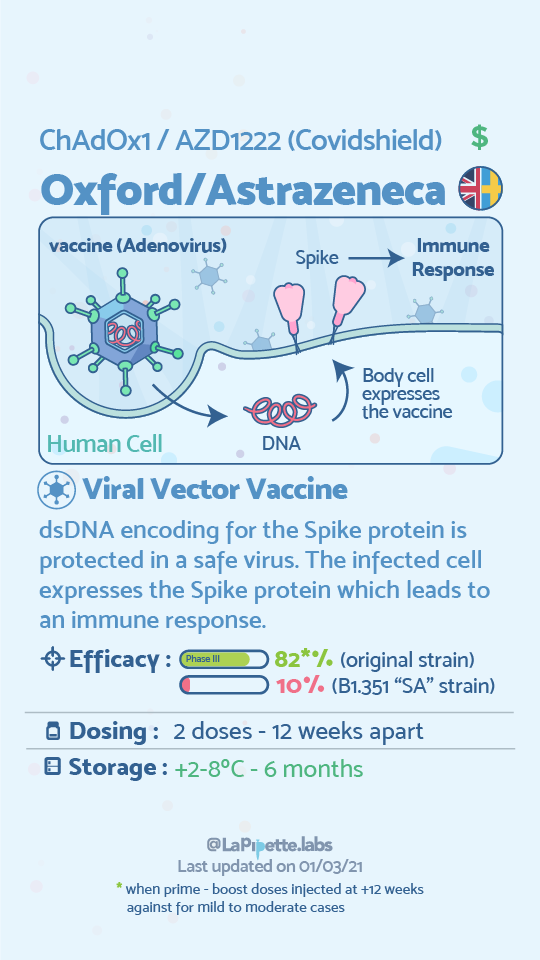 ChAdOx1 / AZD1222 (Covidshield) $
Oxford/Astrazeneca
vaccine (Adenovirus)
Spike
Immune
Response
Body cell
expresses
the vaccine
Human Cell
DNA
Viral Vector Vaccine
dsDNA encoding for the Spike protein is
protected in a safe virus. The infected cell
expresses the Spike protein which leads to
an immune response.
Efficacy : Phase III 82*% (original strain)
10% (B1.351 “SA” strain)
Dosing : 2 doses - 12 weeks apart
Storage : +2-8°C - 6 months
@LaPipette.labs
Last updated on 01/03/21
* when prime - boost doses injected at +12 weeks
against for mild to moderate cases